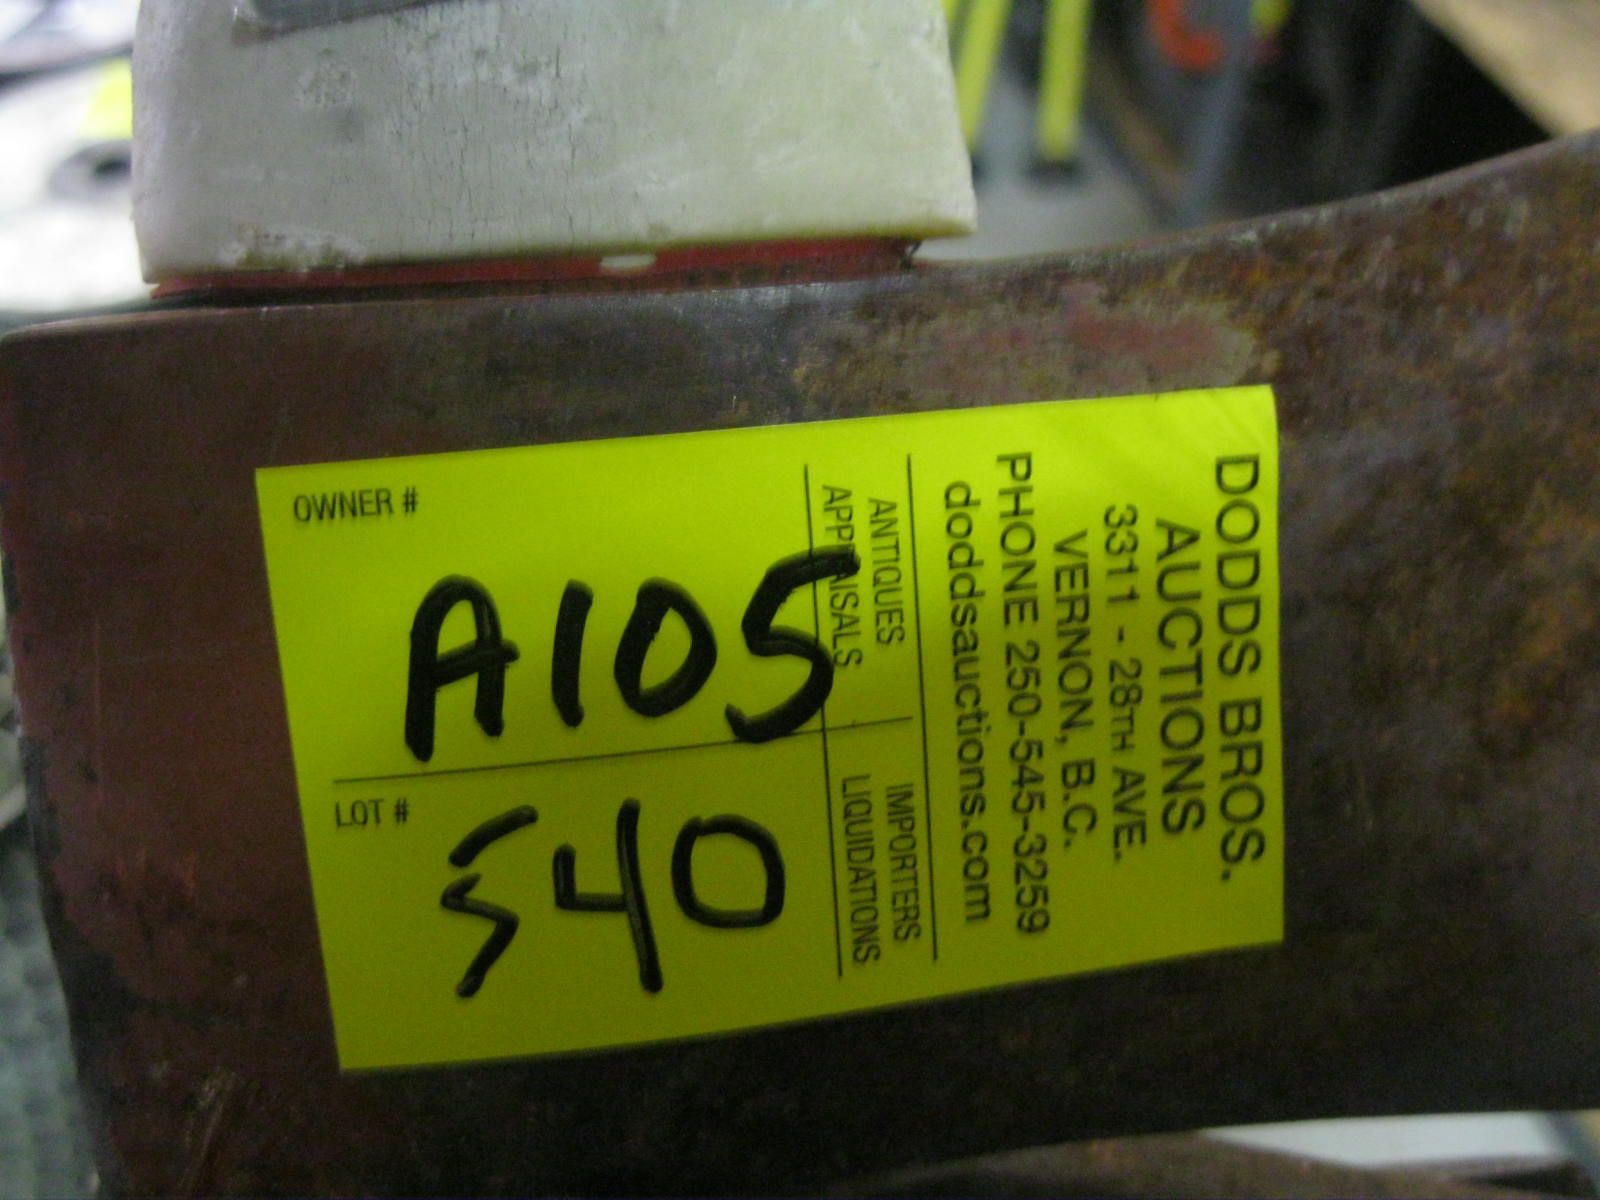 DODDS BROS.
AUCTIONS
3311 - 28TH AVE.
VERNON, B.C.
PHONE 250-545-3259
doddsauctions.com
ANTIQUES IMPORTERS
APPRAISALS LIQUIDATIONS
OWNER #
A105
LOT #
540